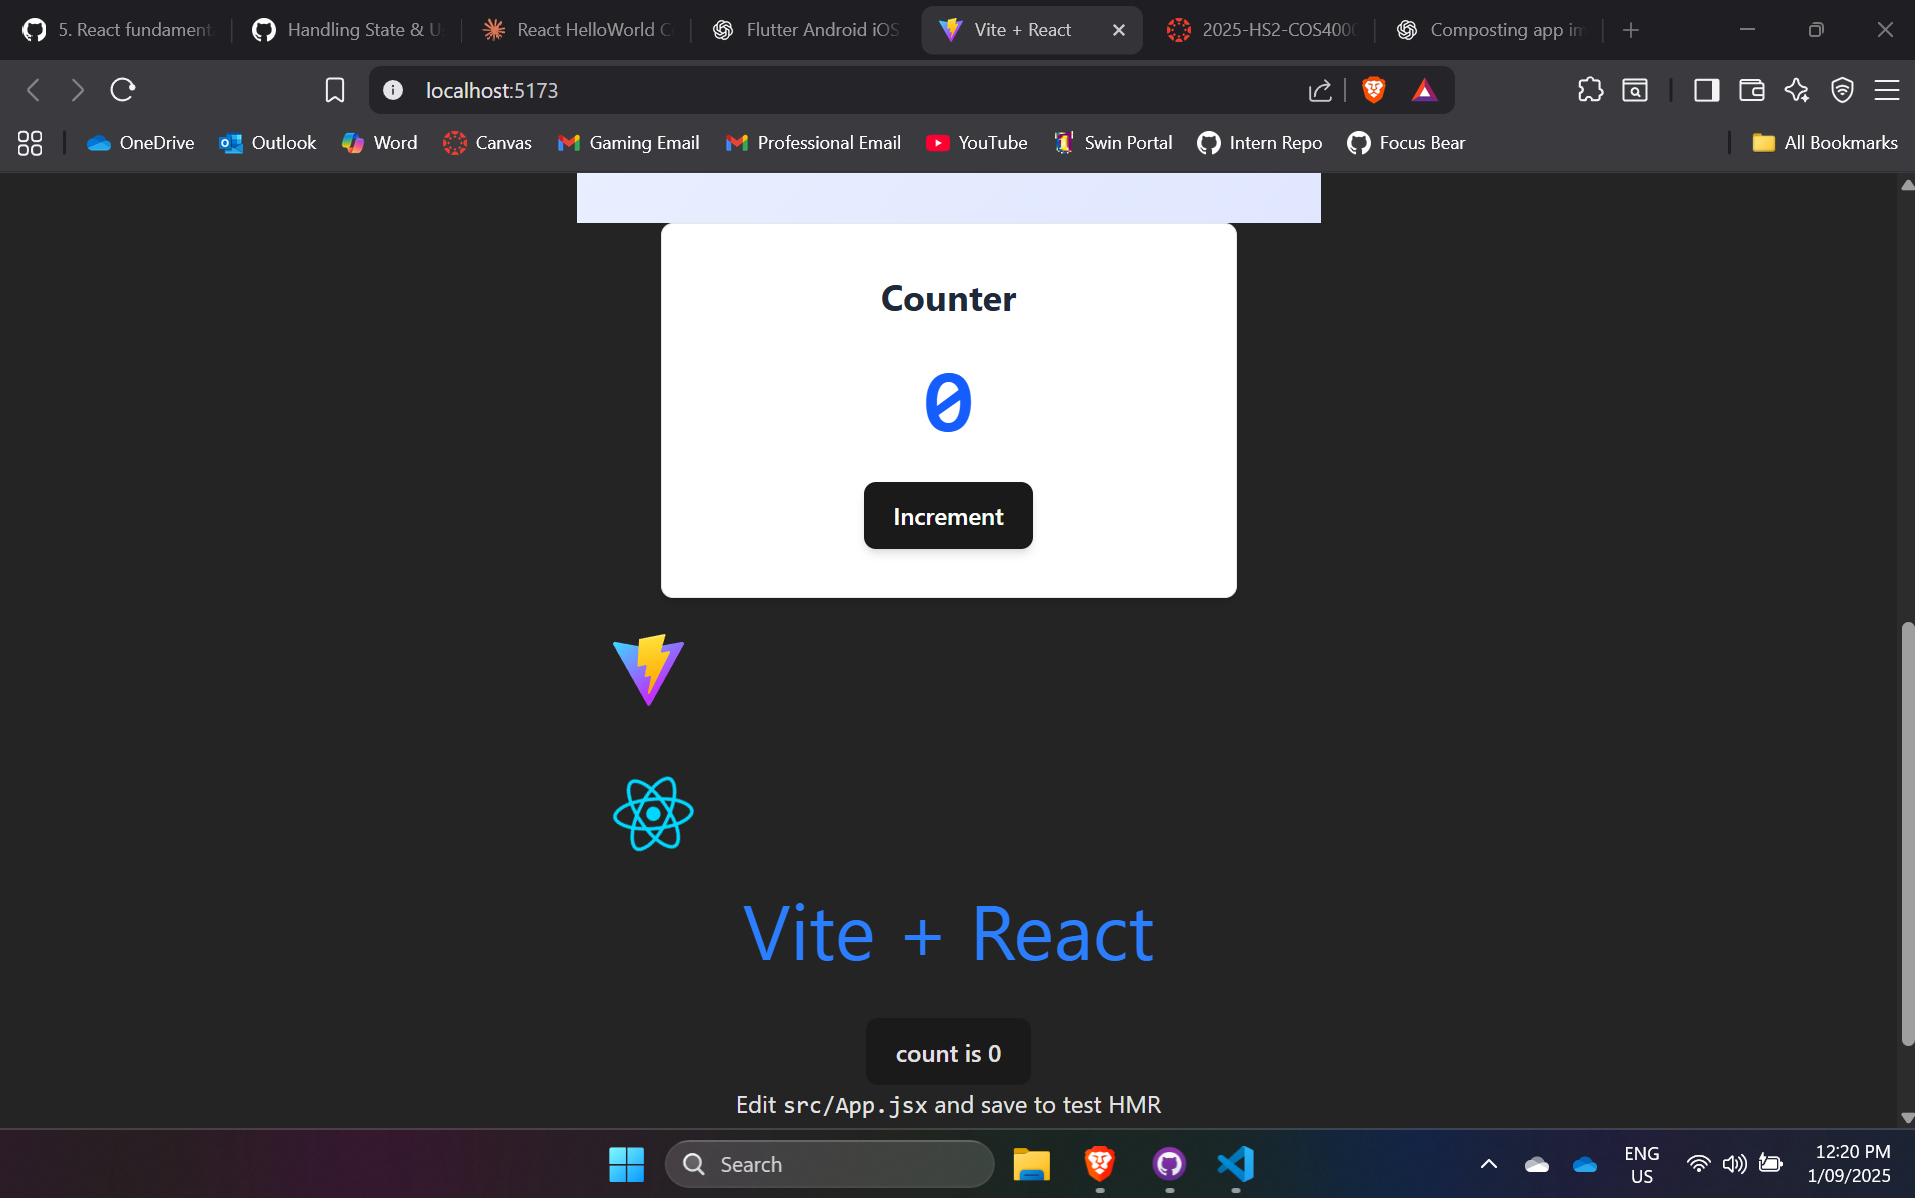 5. React fundament
Handling State & U
React HelloWorld C
Flutter Android iOS
Vite + React
2025-HS2-COS4000
Composting app im
localhost:5173
OneDrive
Outlook
Word
Canvas
Gaming Email
Professional Email
YouTube
Swin Portal
Intern Repo
Focus Bear
All Bookmarks
Counter
0
Increment
Vite + React
count is 0
Edit src/App.jsx and save to test HMR
Search
ENG
US
12:20 PM
1/09/2025